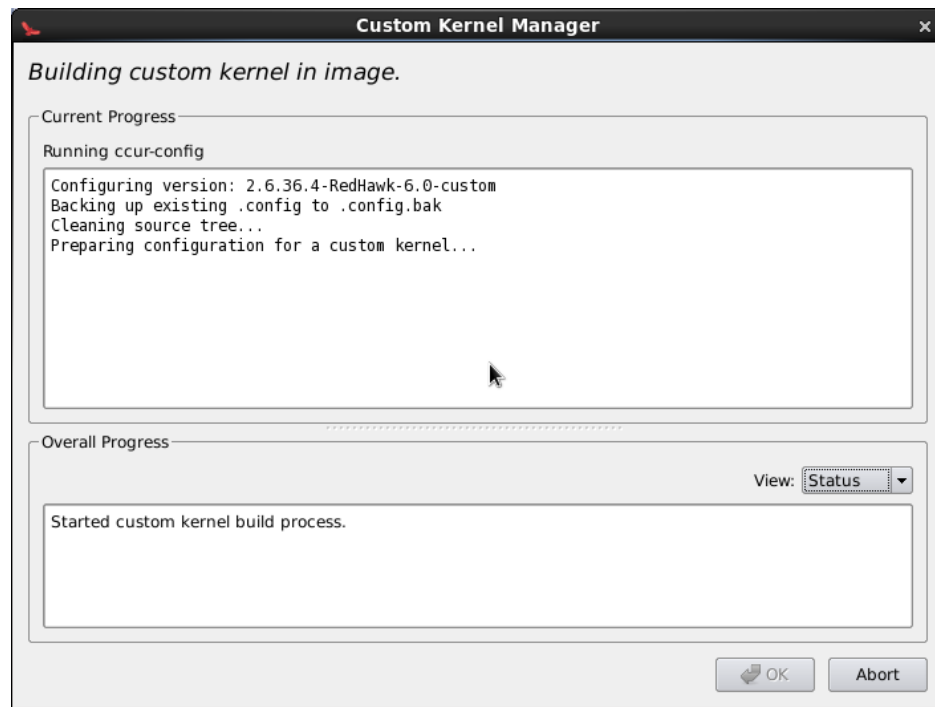 Custom Kernel Manager
Building custom kernel in image.
Current Progress
Running ccur-config
Configuring version: 2.6.36.4-RedHawk-6.0-custom
Backing up existing .config to .config.bak
Cleaning source tree...
Preparing configuration for a custom kernel...
Overall Progress
View: Status
Started custom kernel build process.
OK Abort